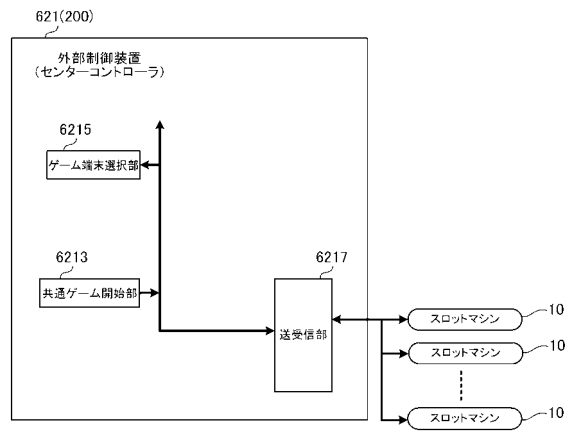 621(200)
外部制御装置
(センターコントローラ)
6215
ゲーム端末選択部
6213
共通ゲーム開始部
6217
送受信部
スロットマシン
10
スロットマシン
10
スロットマシン
10